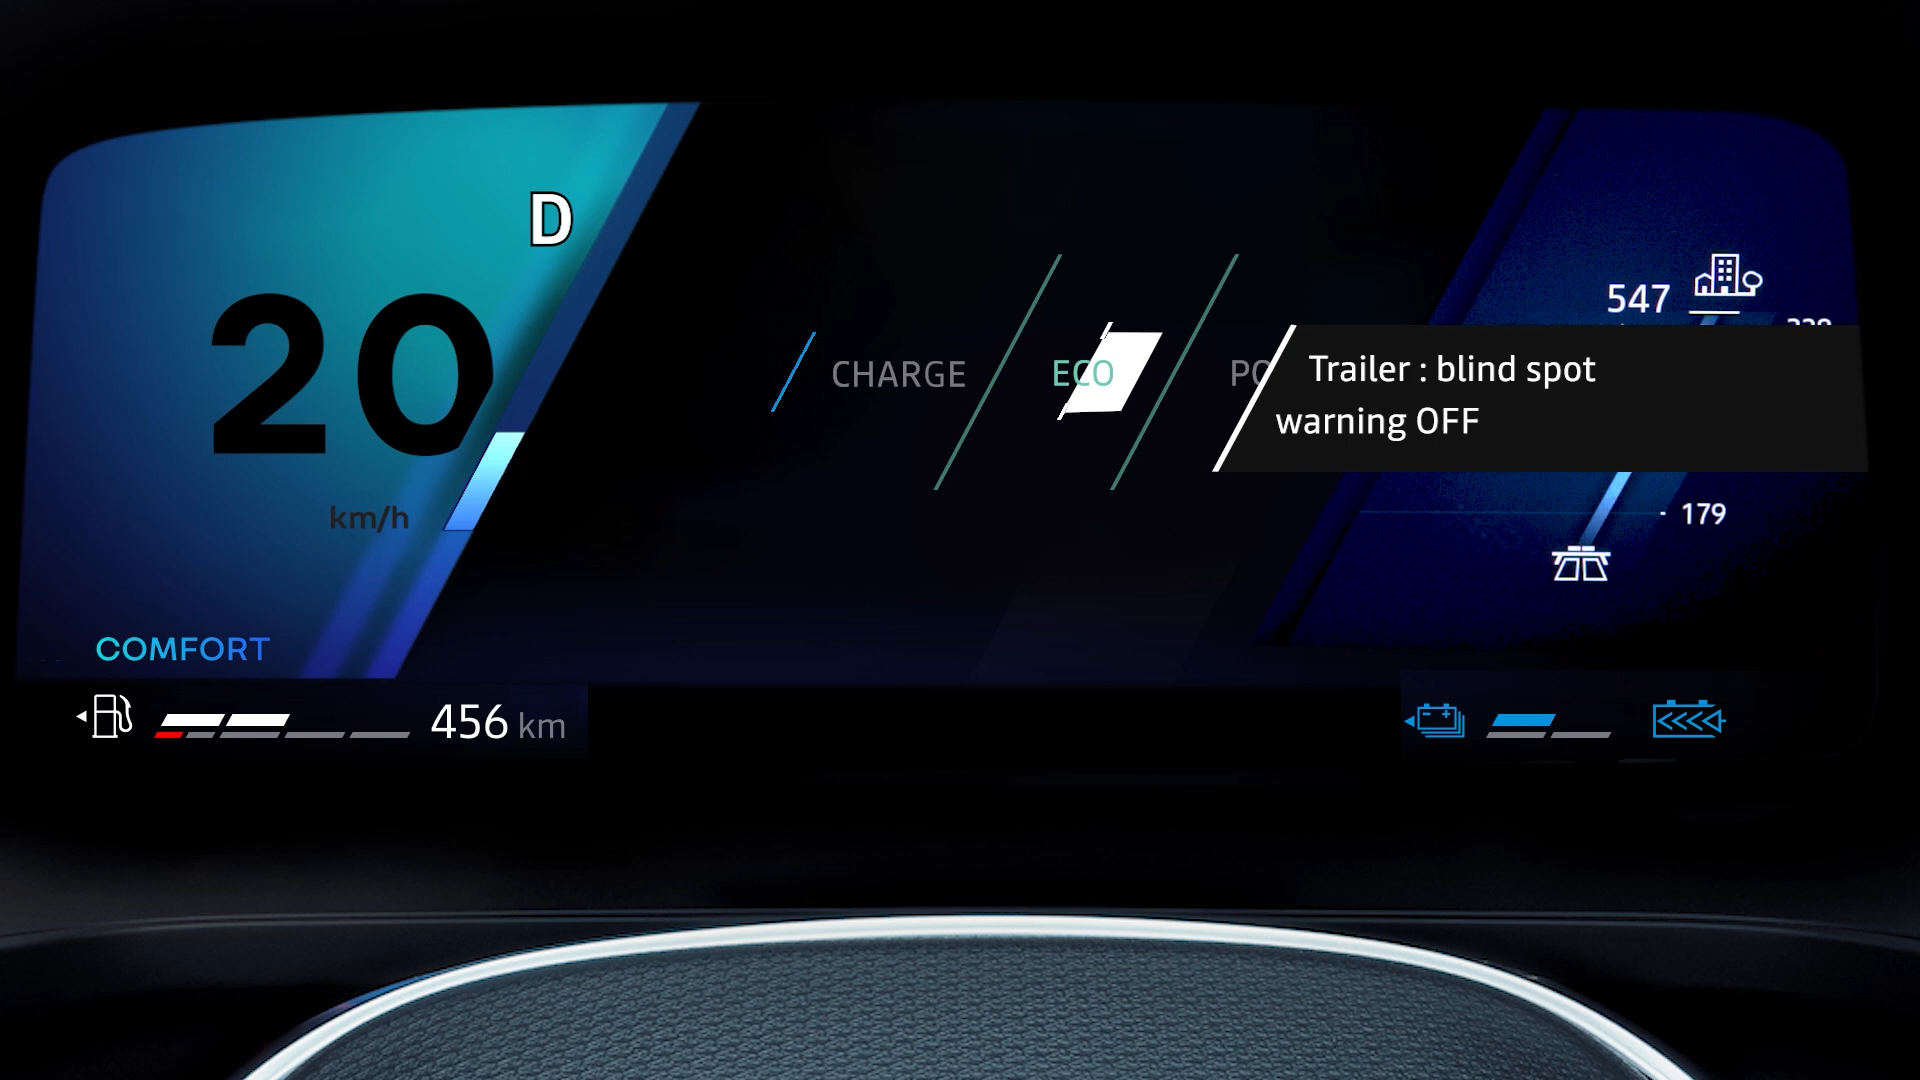 D
20
km/h
COMFORT
456 km
CHARGE
ECO
547
Trailer : blind spot
warning OFF
179